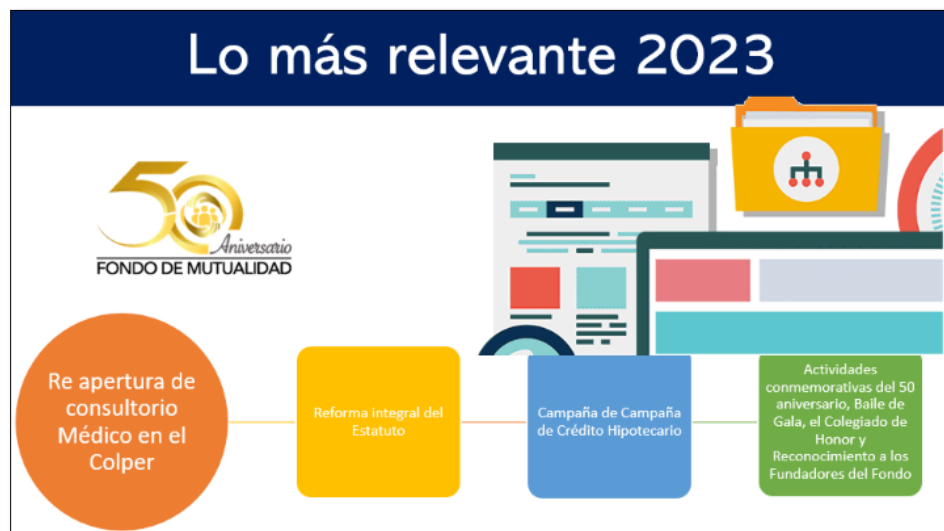 Lo más relevante 2023
50
Aniversario
FONDO DE MUTUALIDAD
Re apertura de
consultorio
Médico en el
Colper
Reforma integral del
Estatuto
Campaña de Campaña
de Crédito Hipotecario
Actividades
conmemorativas del 50
aniversario, Baile de
Gala, el Colegiado de
Honor y
Reconocimiento a los
Fundadores del Fondo